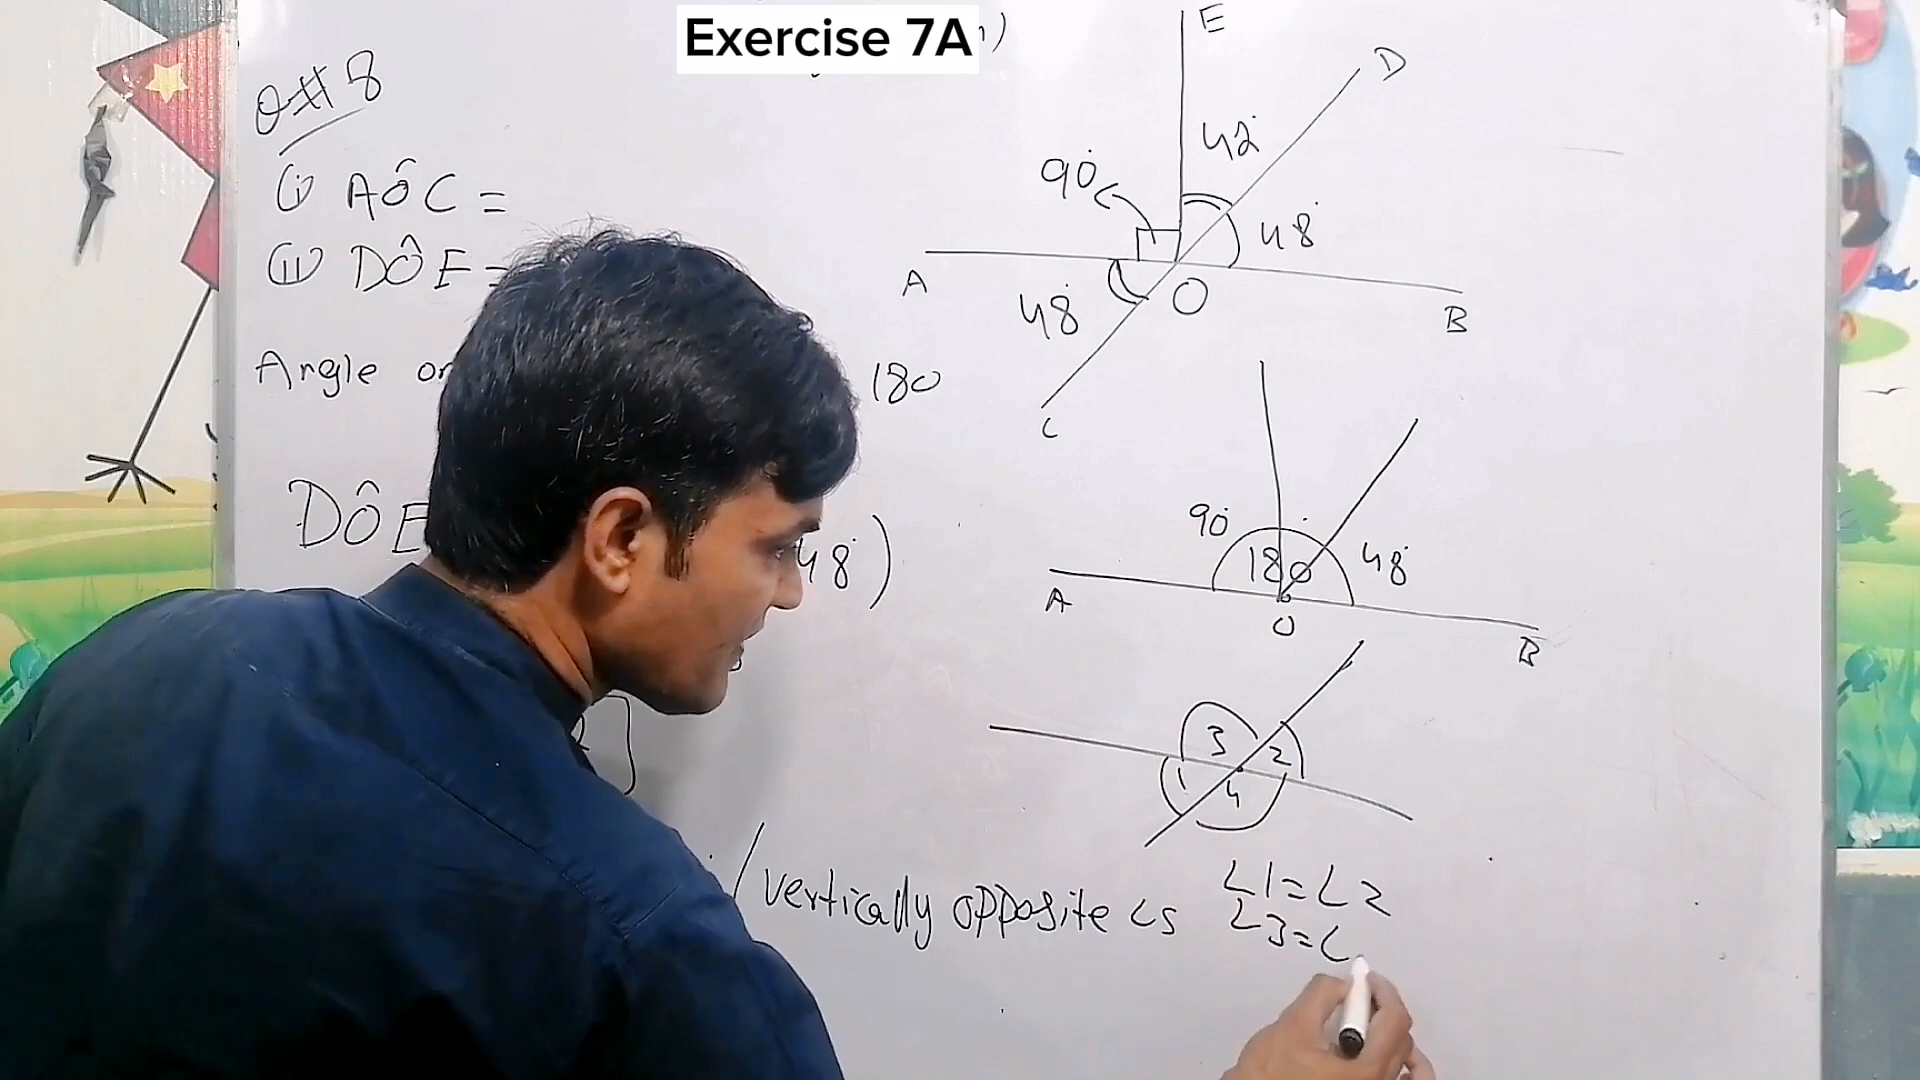 Exercise 7A
Q#8
(i) AÔC =
(ii) DÔE =
Angle
180
DÔE
48°)
E
D
42°
90°
48°
A
48°
O
B
C
90°
180
48°
A
O
B
3
2
1
4
/vertically opposite ∠s
∠1=∠2
∠3=∠